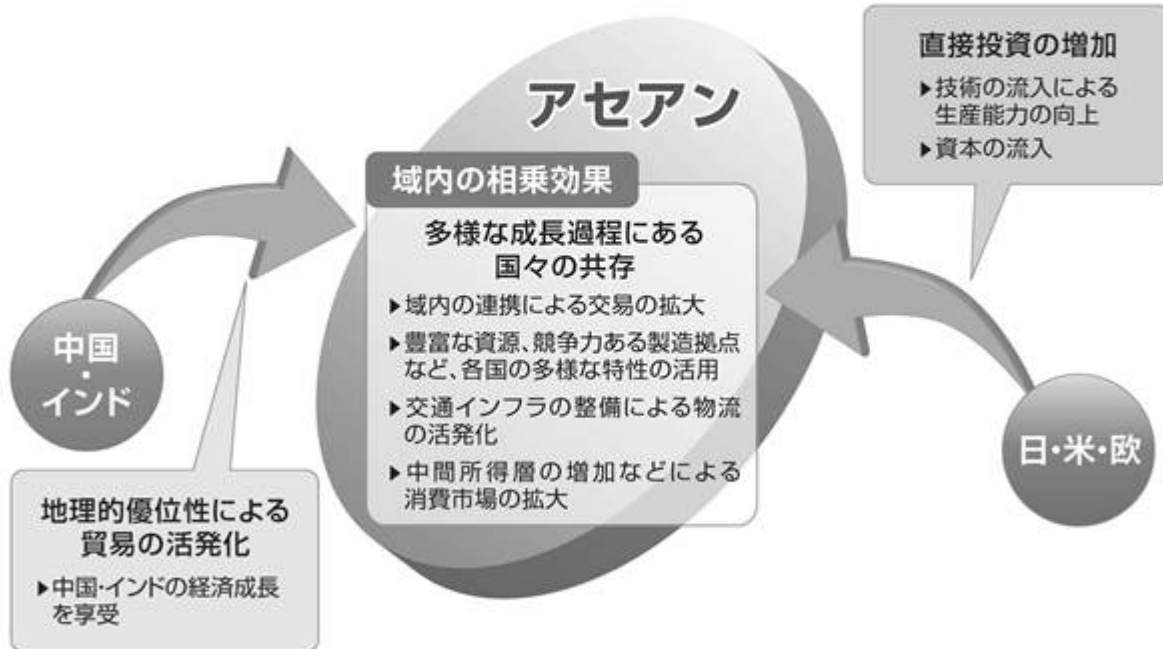 アセアン
域内の相乗効果
多様な成長過程にある
国々の共存
▶域内の連携による交易の拡大
▶豊富な資源、競争力ある製造拠点
など、各国の多様な特性の活用
▶交通インフラの整備による物流
の活発化
▶中間所得層の増加などによる
消費市場の拡大
中国
・
インド
地理的優位性による
貿易の活発化
▶中国・インドの経済成長
を享受
直接投資の増加
▶技術の流入による
生産能力の向上
▶資本の流入
日・米・欧